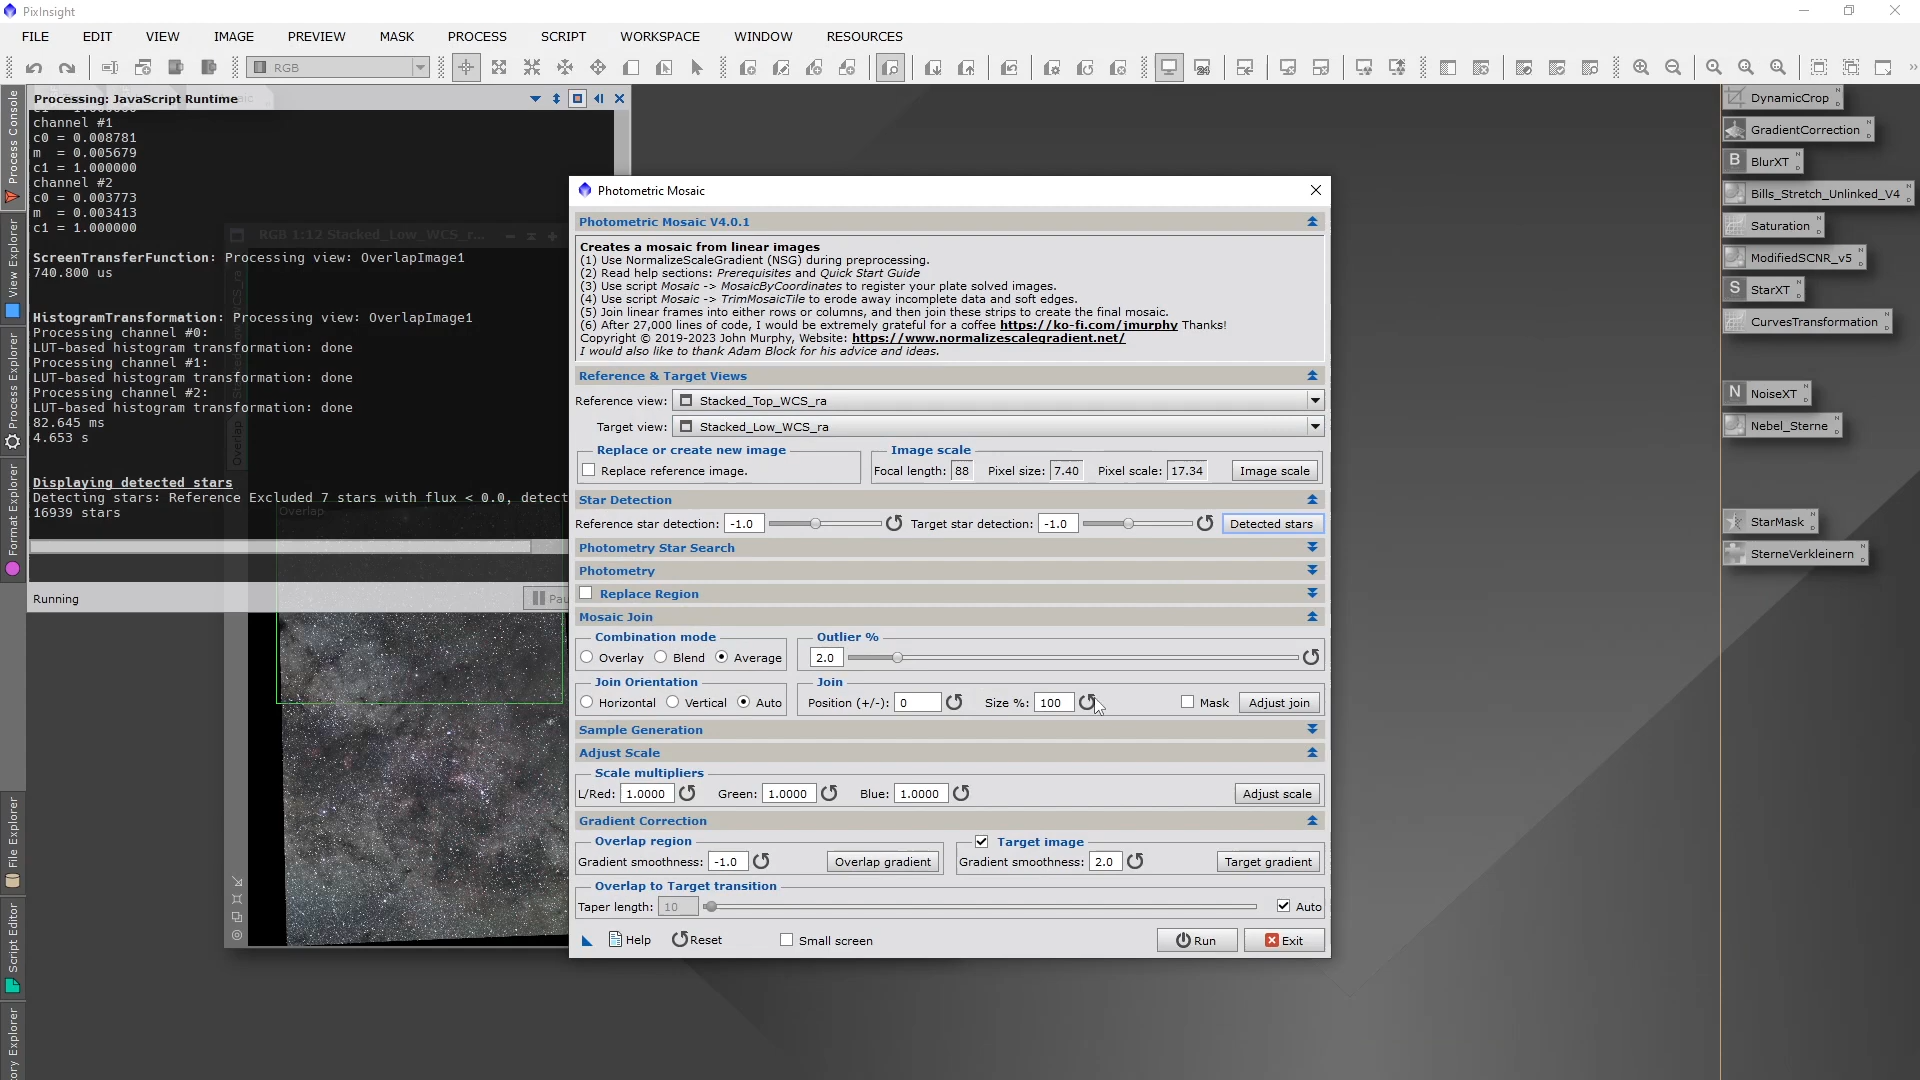 PixInsight
FILE EDIT VIEW IMAGE PREVIEW MASK PROCESS SCRIPT WORKSPACE WINDOW RESOURCES
RGB
Processing: JavaScript Runtime
channel #1
c0 = 0.008781
m = 0.005679
c1 = 1.000000
channel #2
c0 = 0.003773
m = 0.003413
c1 = 1.000000
RGB 1:12 Stacked_Low_WCS_r...
ScreenTransferFunction: Processing view: OverlapImage1
740.800 us
HistogramTransformation: Processing view: OverlapImage1
Processing channel #0:
LUT-based histogram transformation: done
Processing channel #1:
LUT-based histogram transformation: done
Processing channel #2:
LUT-based histogram transformation: done
82.645 ms
4.653 s
Displaying detected stars
Detecting stars: Reference Excluded 7 stars with flux < 0.0, detect
16939 stars
Overlap
Running
Pau
Process Console
View Explorer
Process Explorer
Format Explorer
File Explorer
Script Editor
ory Explorer
Photometric Mosaic
Photometric Mosaic V4.0.1
Creates a mosaic from linear images
(1) Use NormalizeScaleGradient (NSG) during preprocessing.
(2) Read help sections: Prerequisites and Quick Start Guide
(3) Use script Mosaic -> MosaicByCoordinates to register your plate solved images.
(4) Use script Mosaic -> TrimMosaicTile to erode away incomplete data and soft edges.
(5) Join linear frames into either rows or columns, and then join these strips to create the final mosaic.
(6) After 27,000 lines of code, I would be extremely grateful for a coffee https://ko-fi.com/jmurphy Thanks!
Copyright © 2019-2023 John Murphy, Website: https://www.normalizescalegradient.net/
I would also like to thank Adam Block for his advice and ideas.
Reference & Target Views
Reference view: Stacked_Top_WCS_ra
Target view: Stacked_Low_WCS_ra
Replace or create new image Image scale
Replace reference image. Focal length: 88 Pixel size: 7.40 Pixel scale: 17.34 Image scale
Star Detection
Reference star detection: -1.0 Target star detection: -1.0 Detected stars
Photometry Star Search
Photometry
Replace Region
Mosaic Join
Combination mode Outlier %
Overlay Blend Average 2.0
Join Orientation Join
Horizontal Vertical Auto Position (+/-): 0 Size %: 100 Mask Adjust join
Sample Generation
Adjust Scale
Scale multipliers
L/Red: 1.0000 Green: 1.0000 Blue: 1.0000 Adjust scale
Gradient Correction
Overlap region Target image
Gradient smoothness: -1.0 Overlap gradient Gradient smoothness: 2.0 Target gradient
Overlap to Target transition
Taper length: 10 Auto
Help Reset Small screen Run Exit
DynamicCrop
GradientCorrection
B BlurXT
Bills_Stretch_Unlinked_V4
Saturation
ModifiedSCNR_v5
S StarXT
CurvesTransformation
N NoiseXT
Nebel_Sterne
StarMask
SterneVerkleinern